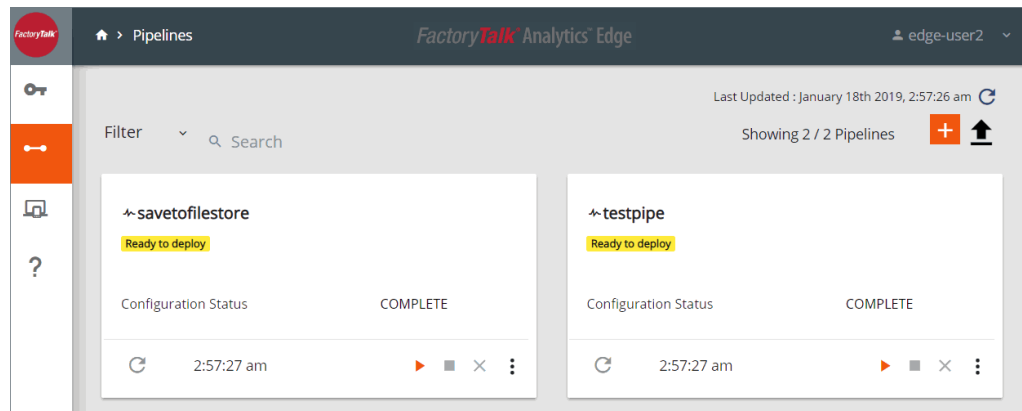 FactoryTalk
> Pipelines
FactoryTalk® Analytics™ Edge
edge-user2
Last Updated : January 18th 2019, 2:57:26 am
Filter
Search
Showing 2 / 2 Pipelines
+
savetofilestore
Ready to deploy
Configuration Status COMPLETE
2:57:27 am
testpipe
Ready to deploy
Configuration Status COMPLETE
2:57:27 am
?